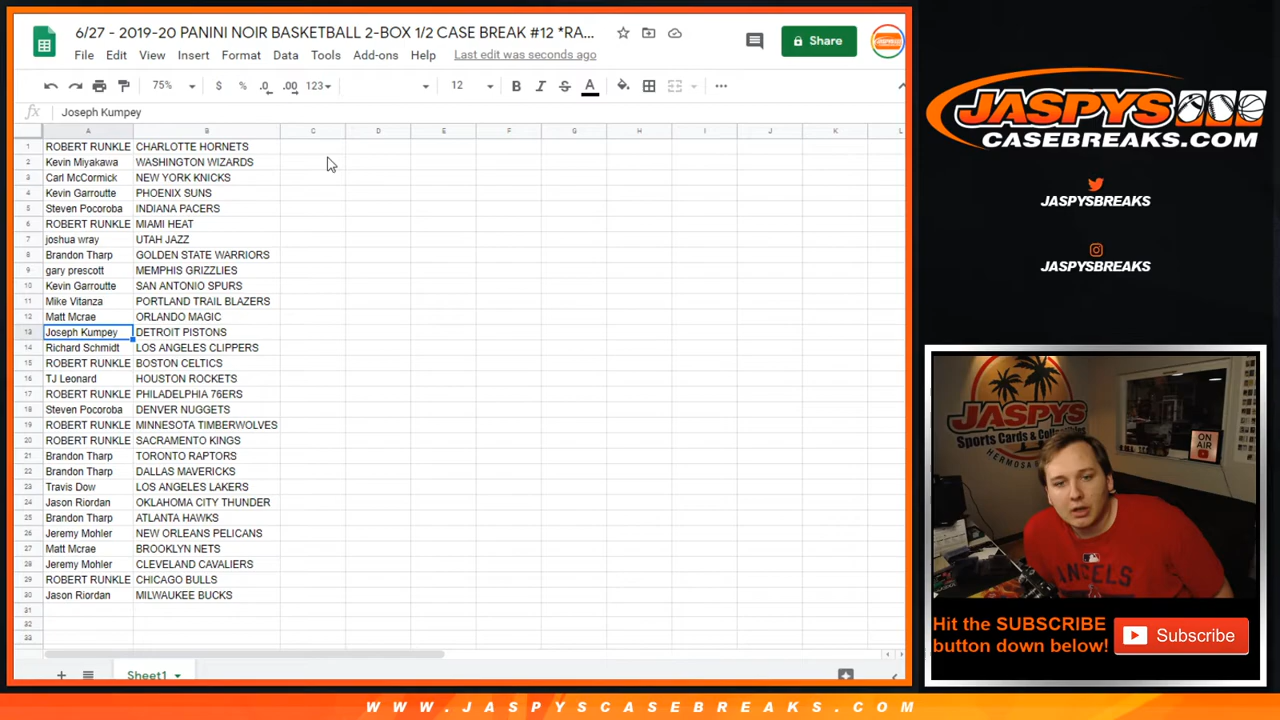 6/27 - 2019-20 PANINI NOIR BASKETBALL 2-BOX 1/2 CASE BREAK #12 *RA...
Share
File Edit View Insert Format Data Tools Add-ons Help Last edit was seconds ago
75% $ % .0 .00 123 12 B I S A
fx Joseph Kumpey
A B C D E F G H I J K L
1 ROBERT RUNKLE CHARLOTTE HORNETS
2 Kevin Miyakawa WASHINGTON WIZARDS
3 Carl McCormick NEW YORK KNICKS
4 Kevin Garroutte PHOENIX SUNS
5 Steven Pocoroba INDIANA PACERS
6 ROBERT RUNKLE MIAMI HEAT
7 joshua wray UTAH JAZZ
8 Brandon Tharp GOLDEN STATE WARRIORS
9 gary prescott MEMPHIS GRIZZLIES
10 Kevin Garroutte SAN ANTONIO SPURS
11 Mike Vitanza PORTLAND TRAIL BLAZERS
12 Matt Mcrae ORLANDO MAGIC
13 Joseph Kumpey DETROIT PISTONS
14 Richard Schmidt LOS ANGELES CLIPPERS
15 ROBERT RUNKLE BOSTON CELTICS
16 TJ Leonard HOUSTON ROCKETS
17 ROBERT RUNKLE PHILADELPHIA 76ERS
18 Steven Pocoroba DENVER NUGGETS
19 ROBERT RUNKLE MINNESOTA TIMBERWOLVES
20 ROBERT RUNKLE SACRAMENTO KINGS
21 Brandon Tharp TORONTO RAPTORS
22 Brandon Tharp DALLAS MAVERICKS
23 Travis Dow LOS ANGELES LAKERS
24 Jason Riordan OKLAHOMA CITY THUNDER
25 Brandon Tharp ATLANTA HAWKS
26 Jeremy Mohler NEW ORLEANS PELICANS
27 Matt Mcrae BROOKLYN NETS
28 Jeremy Mohler CLEVELAND CAVALIERS
29 ROBERT RUNKLE CHICAGO BULLS
30 Jason Riordan MILWAUKEE BUCKS
31
32
33
Sheet1
JASPYS
CASEBREAKS.COM
JASPYSBREAKS
JASPYSBREAKS
JASPYS
Sports Cards & Collectibles
HERMOSA
ON AIR
ANGELS
Hit the SUBSCRIBE
button down below!
Subscribe
WWW.JASPYSCASEBREAKS.COM